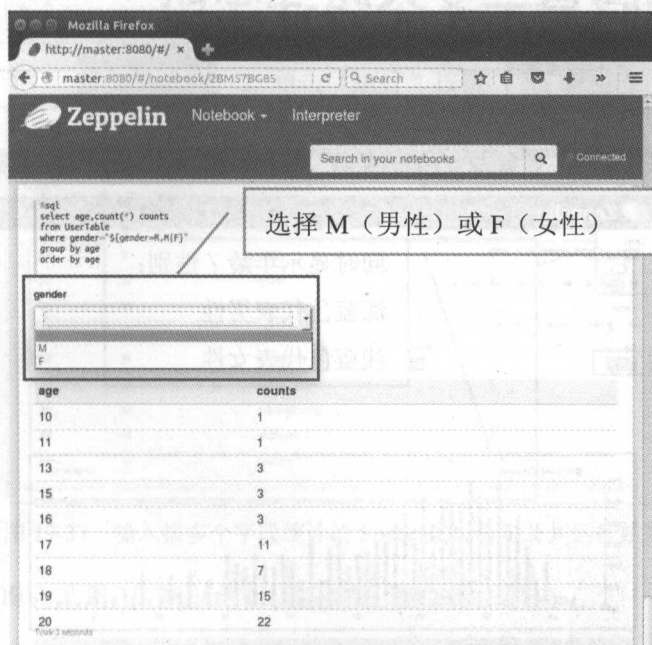 Mozilla Firefox
http://master:8080/#/ ×
master:8080/#/notebook/2BM57BG85
Search
Zeppelin
Notebook
Interpreter
Search in your notebooks
Connected
%sql
select age,count(*) counts
from UserTable
where gender="${gender=M,M|F}"
group by age
order by age
选择 M（男性）或 F（女性）
gender
M
F
age counts
10 1
11 1
13 3
15 3
16 3
17 11
18 7
19 15
20 22
Took 3 seconds